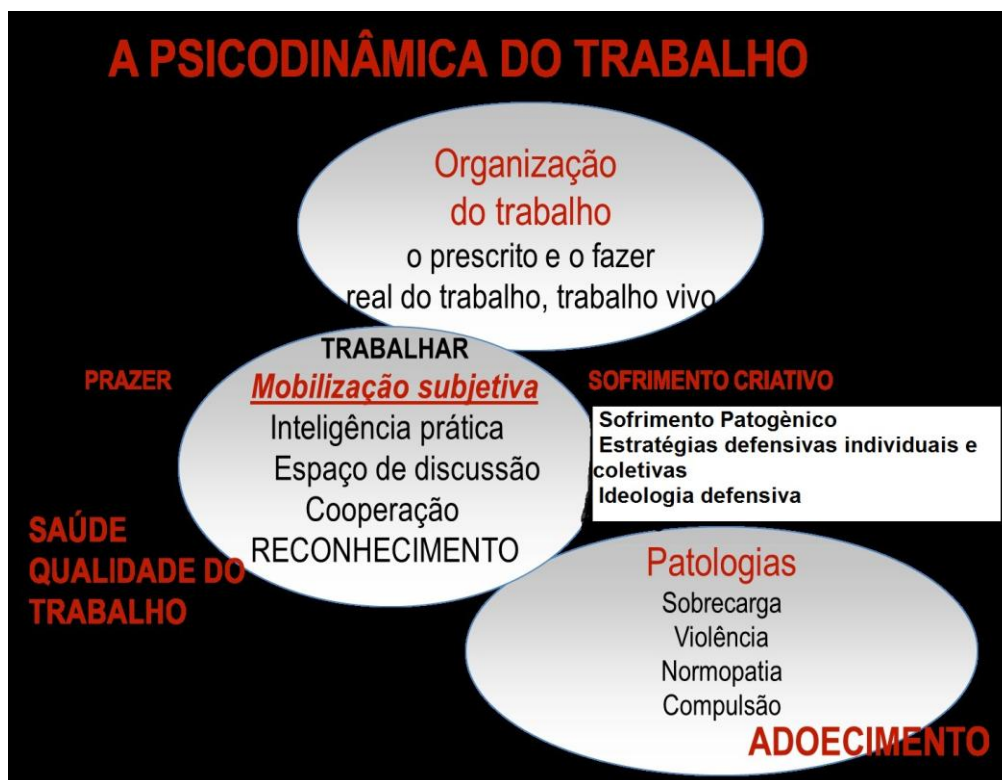 A PSICODINÂMICA DO TRABALHO
Organização
do trabalho
o prescrito e o fazer
real do trabalho, trabalho vivo
TRABALHAR
PRAZER
Mobilização subjetiva
Inteligência prática
Espaço de discussão
Cooperação
RECONHECIMENTO
SOFRIMENTO CRIATIVO
Sofrimento Patogènico
Estratégias defensivas individuais e
coletivas
Ideologia defensiva
SAÚDE
QUALIDADE DO
TRABALHO
Patologias
Sobrecarga
Violência
Normopatia
Compulsão
ADOECIMENTO